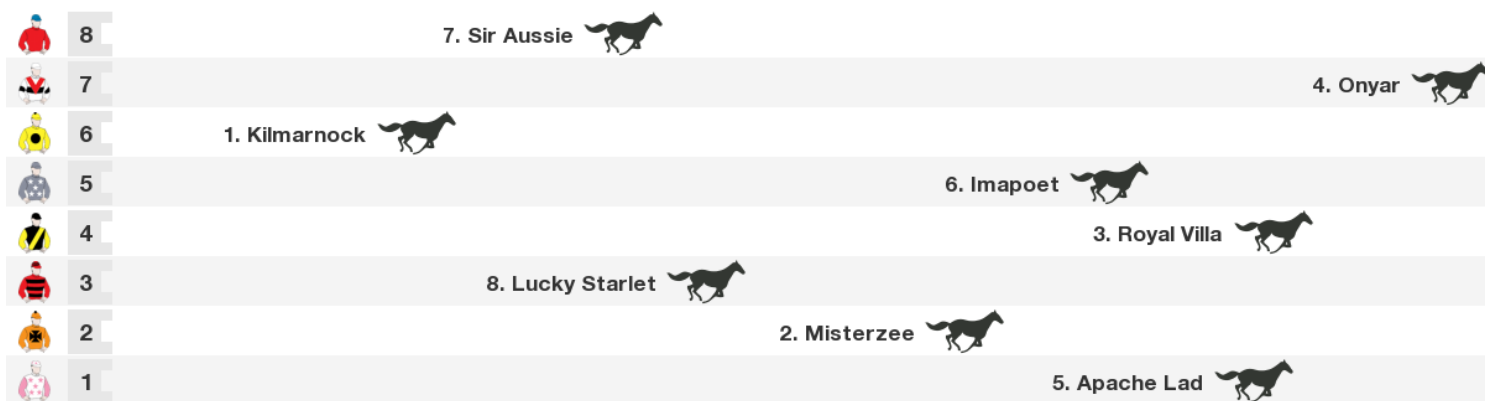 8 7. Sir Aussie
7 4. Onyar
6 1. Kilmarnock
5 6. Imapoet
4 3. Royal Villa
3 8. Lucky Starlet
2 2. Misterzee
1 5. Apache Lad